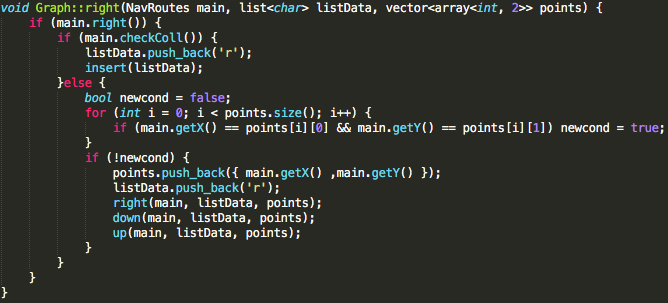 void Graph::right(NavRoutes main, list<char> listData, vector<array<int, 2>> points) {
    if (main.right()) {
        if (main.checkColl()) {
            listData.push_back('r');
            insert(listData);
        }else {
            bool newcond = false;
            for (int i = 0; i < points.size(); i++) {
                if (main.getX() == points[i][0] && main.getY() == points[i][1]) newcond = true;
            }
            if (!newcond) {
                points.push_back({ main.getX() ,main.getY() });
                listData.push_back('r');
                right(main, listData, points);
                down(main, listData, points);
                up(main, listData, points);
            }
        }
    }
}